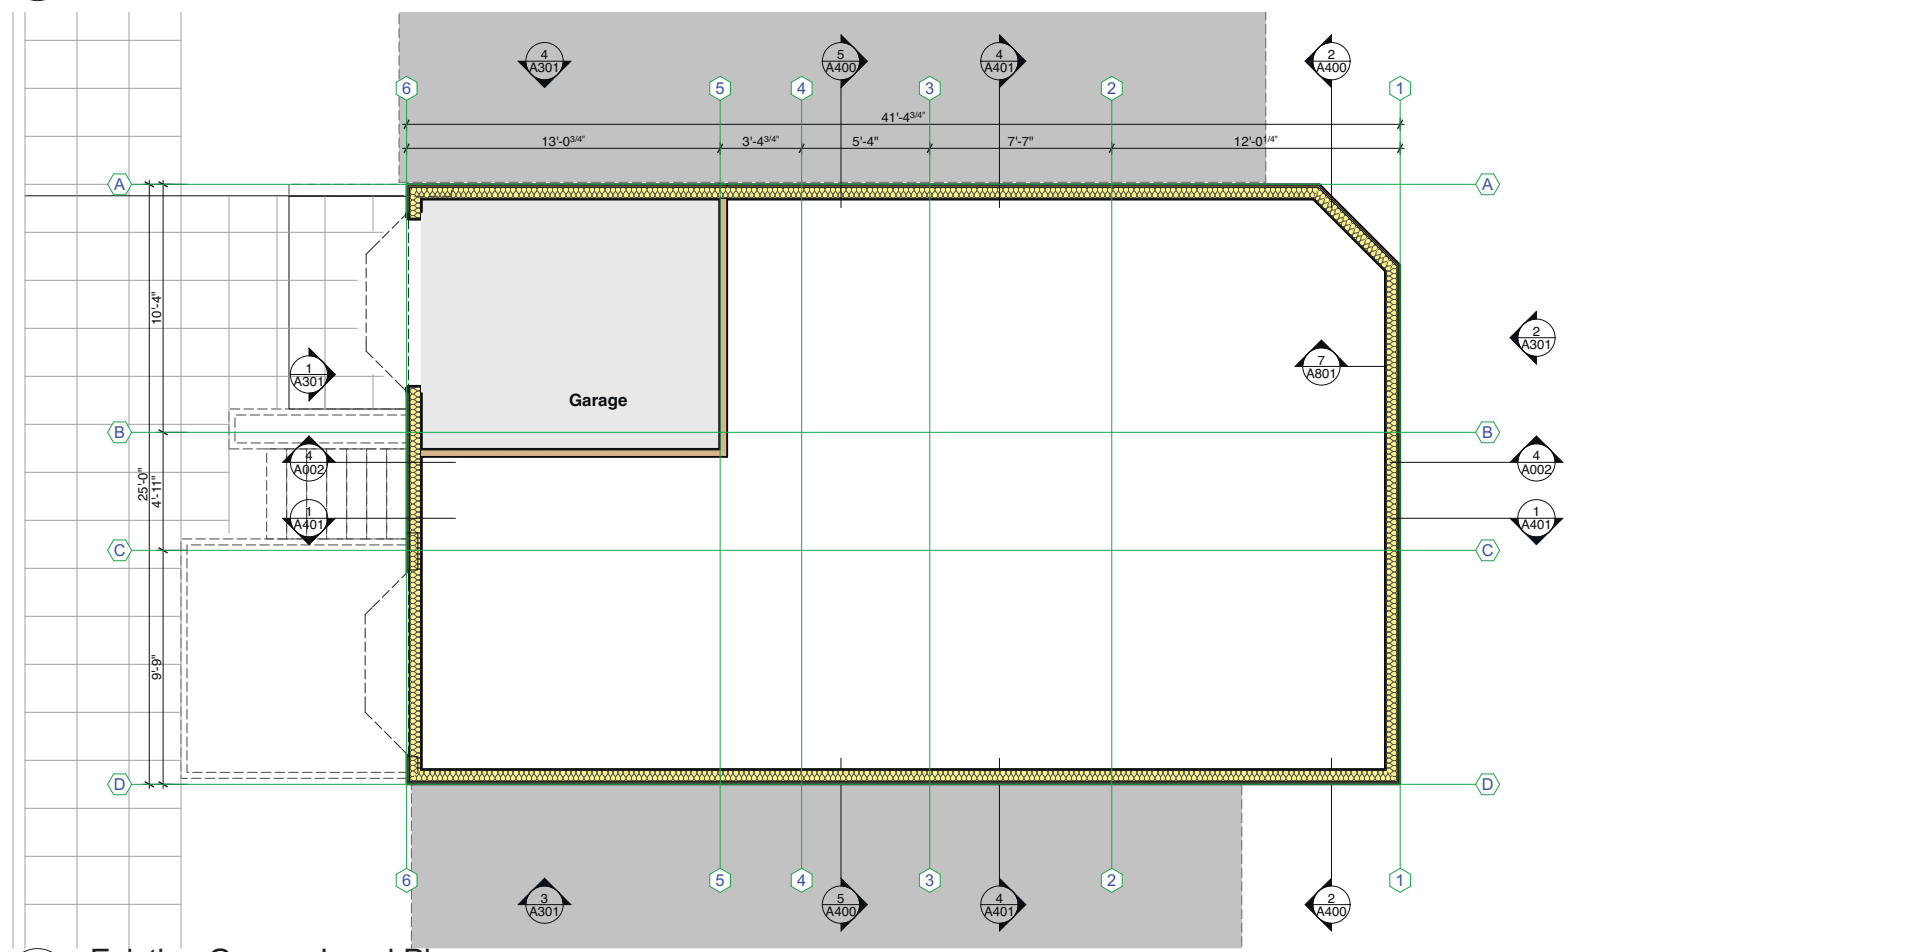 4
A301
5
A400
4
A401
2
A400
6
5
4
3
2
1
41'-4 3/4"
13'-0 3/4"
3'-4 3/4"
5'-4"
7'-7"
12'-0 1/4"
A
A
10'-4"
1
A301
2
A301
7
A801
Garage
B
B
4
A002
4
A002
25'-0"
4'-11"
1
A401
1
A401
C
C
9'-9"
D
D
6
5
4
3
2
1
3
A301
5
A400
4
A401
2
A400